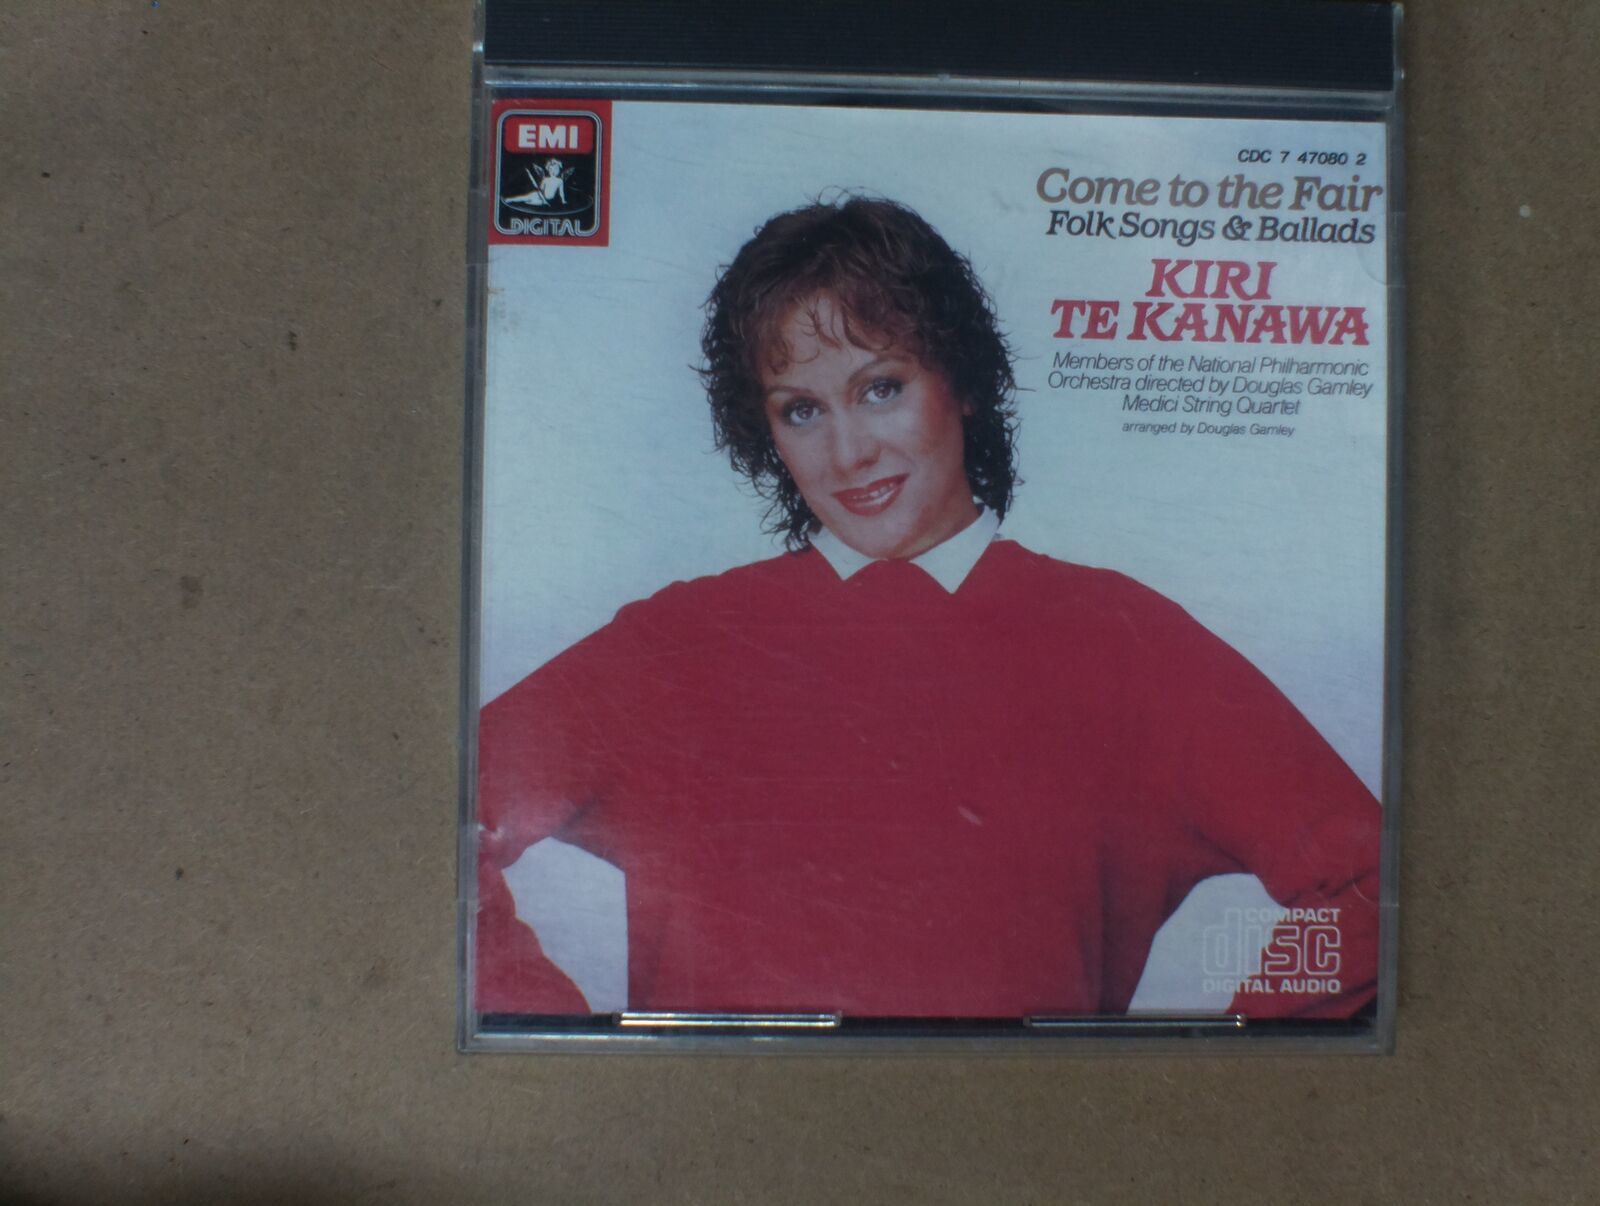 EMI
DIGITAL
CDC 7 47080 2
Come to the Fair
Folk Songs & Ballads
KIRI
TE KANAWA
Members of the National Philharmonic
Orchestra directed by Douglas Gamley
Medici String Quartet
arranged by Douglas Gamley
COMPACT
disc
DIGITAL AUDIO